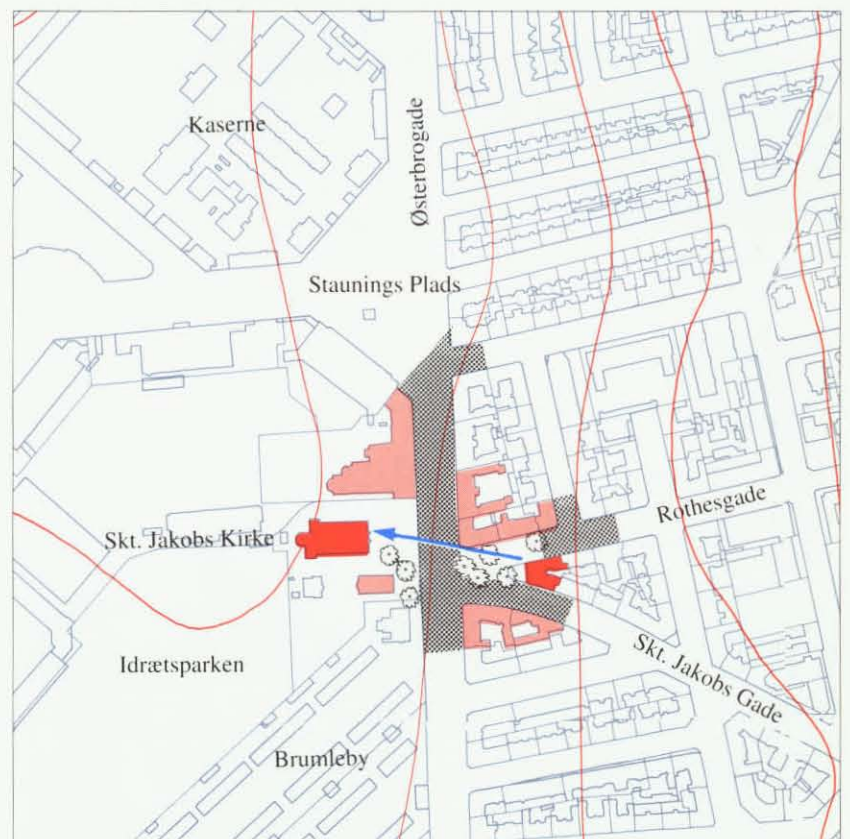 Kaserne
Østerbrogade
Staunings Plads
Rothesgade
Skt. Jakobs Kirke
Skt. Jakobs Gade
Idrætsparken
Brumleby